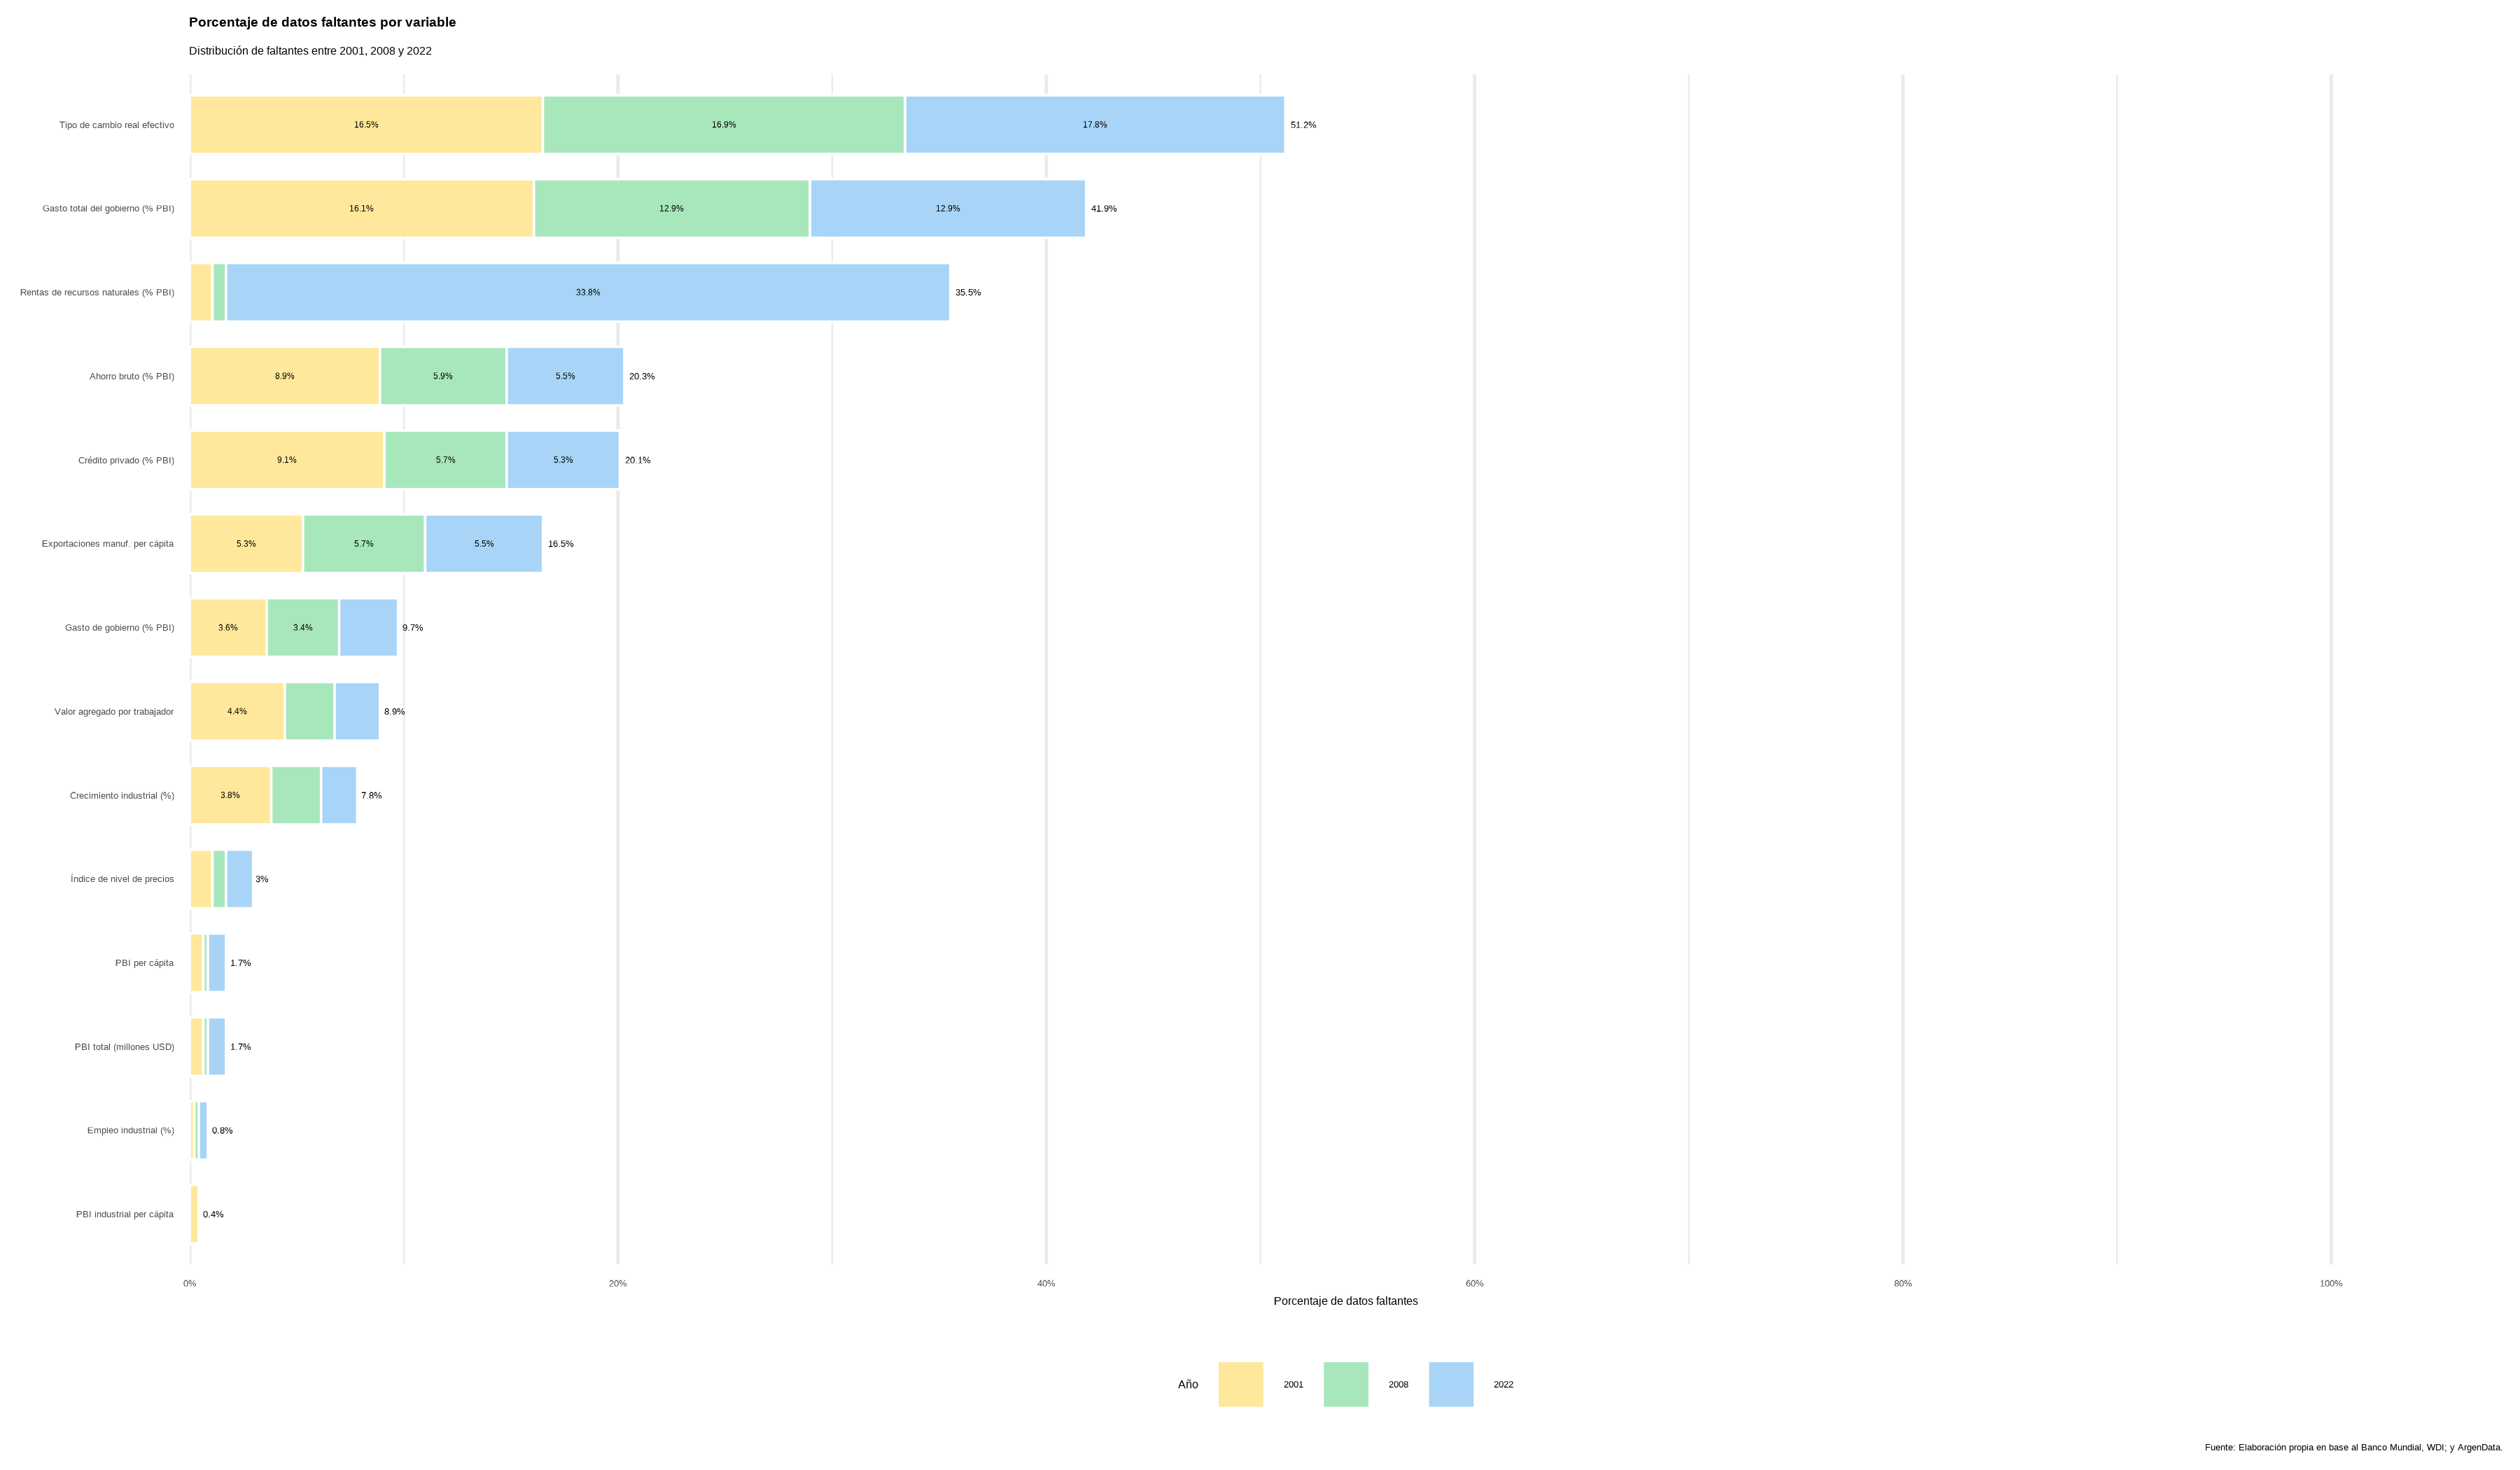 Porcentaje de datos faltantes por variable
Distribución de faltantes entre 2001, 2008 y 2022
Tipo de cambio real efectivo 16.5% 16.9% 17.8% 51.2%
Gasto total del gobierno (% PBI) 16.1% 12.9% 12.9% 41.9%
Rentas de recursos naturales (% PBI) 33.8% 35.5%
Ahorro bruto (% PBI) 8.9% 5.9% 5.5% 20.3%
Crédito privado (% PBI) 9.1% 5.7% 5.3% 20.1%
Exportaciones manuf. per cápita 5.3% 5.7% 5.5% 16.5%
Gasto de gobierno (% PBI) 3.6% 3.4% 9.7%
Valor agregado por trabajador 4.4% 8.9%
Crecimiento industrial (%) 3.8% 7.8%
Índice de nivel de precios 3%
PBI per cápita 1.7%
PBI total (millones USD) 1.7%
Empleo industrial (%) 0.8%
PBI industrial per cápita 0.4%
0% 20% 40% 60% 80% 100%
Porcentaje de datos faltantes
Año 2001 2008 2022
Fuente: Elaboración propia en base al Banco Mundial, WDI; y ArgenData.